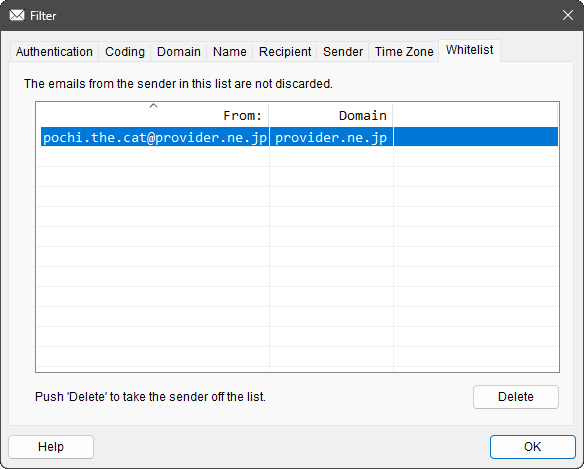 Filter
Authentication Coding Domain Name Recipient Sender Time Zone Whitelist
The emails from the sender in this list are not discarded.
From: Domain
pochi.the.cat@provider.ne.jp provider.ne.jp
Push 'Delete' to take the sender off the list.
Delete
Help OK